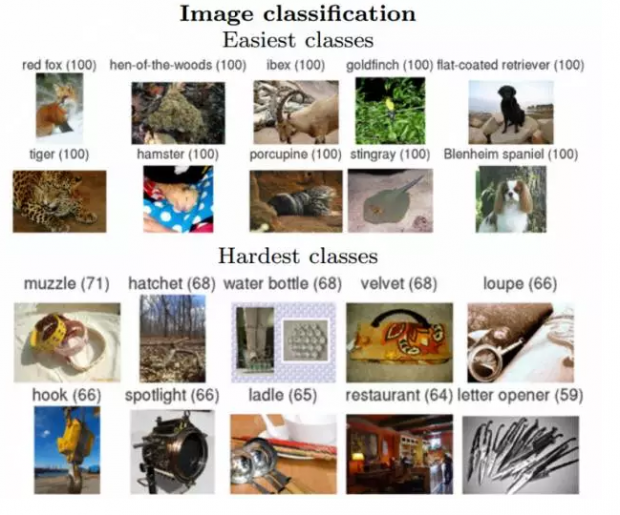 Image classification
Easiest classes
red fox (100) hen-of-the-woods (100) ibex (100) goldfinch (100) flat-coated retriever (100)
tiger (100) hamster (100) porcupine (100) stingray (100) Blenheim spaniel (100)
Hardest classes
muzzle (71) hatchet (68) water bottle (68) velvet (68) loupe (66)
hook (66) spotlight (66) ladle (65) restaurant (64) letter opener (59)